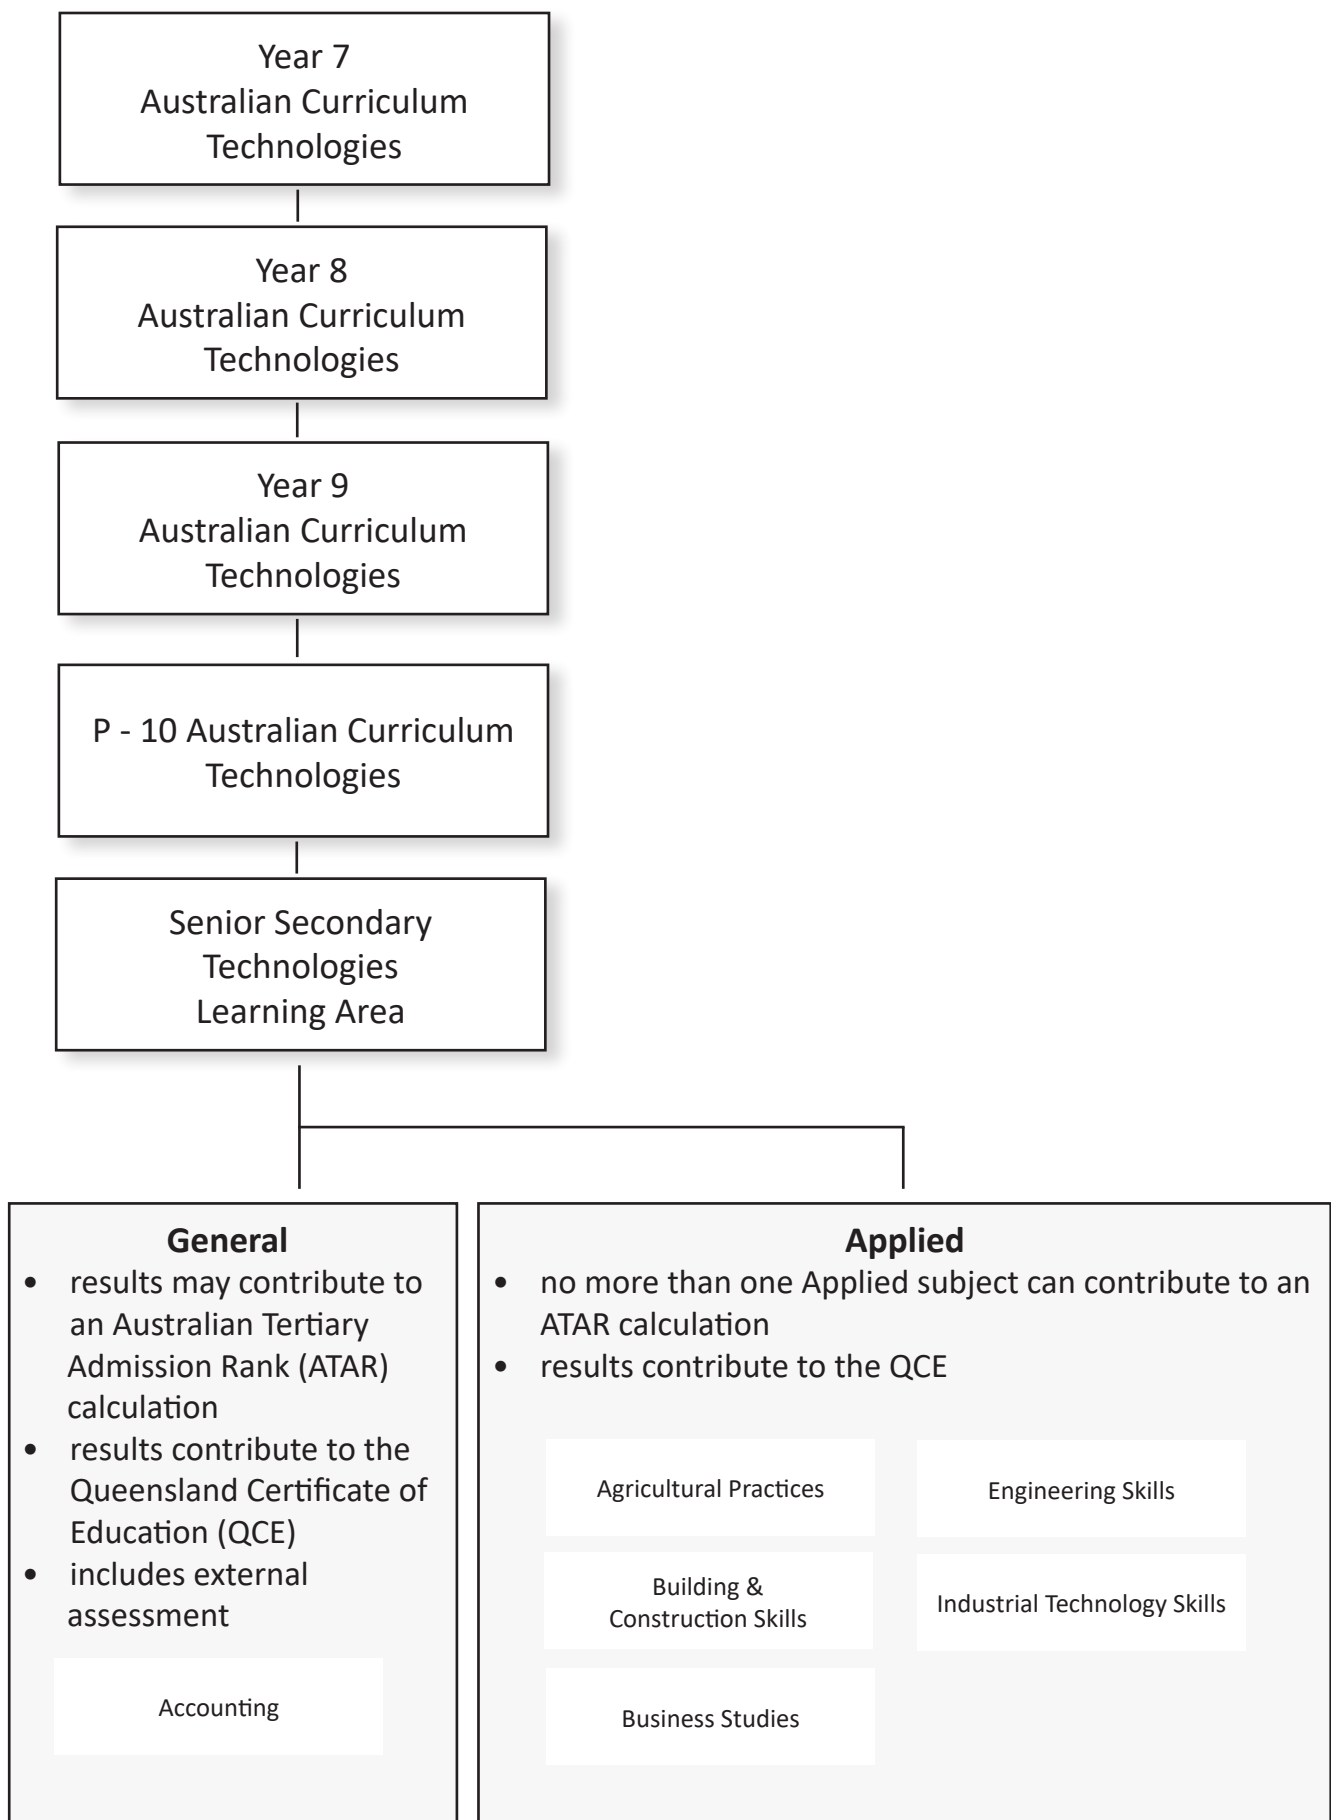 Year 7
Australian Curriculum
Technologies
Year 8
Australian Curriculum
Technologies
Year 9
Australian Curriculum
Technologies
P - 10 Australian Curriculum
Technologies
Senior Secondary
Technologies
Learning Area
General
• results may contribute to
an Australian Tertiary
Admission Rank (ATAR)
calculation
• results contribute to the
Queensland Certificate of
Education (QCE)
• includes external
assessment
Accounting
Applied
• no more than one Applied subject can contribute to an
ATAR calculation
• results contribute to the QCE
Agricultural Practices
Engineering Skills
Building &
Construction Skills
Industrial Technology Skills
Business Studies